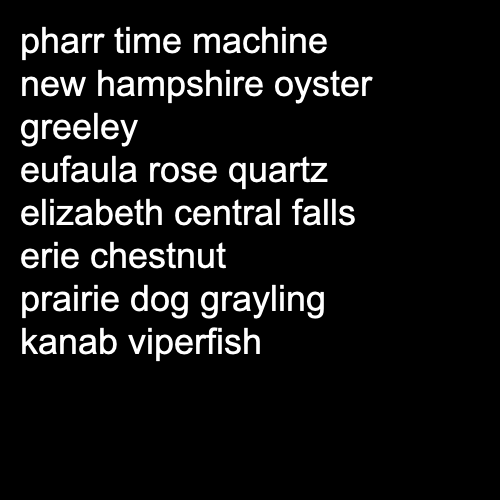 pharr time machine
new hampshire oyster
greeley
eufaula rose quartz
elizabeth central falls
erie chestnut
prairie dog grayling
kanab viperfish